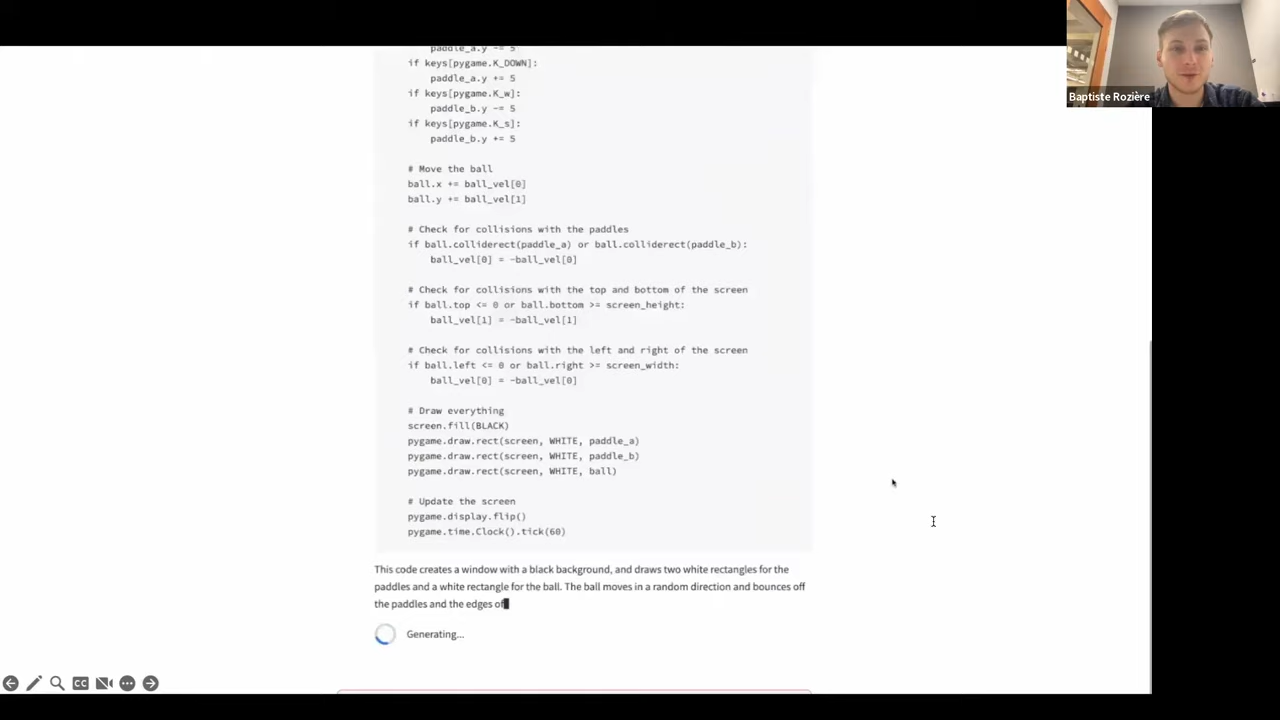 paddle_a.y -= 5
if keys[pygame.K_DOWN]:
paddle_a.y += 5
if keys[pygame.K_w]:
paddle_b.y -= 5
if keys[pygame.K_s]:
paddle_b.y += 5
# Move the ball
ball.x += ball_vel[0]
ball.y += ball_vel[1]
# Check for collisions with the paddles
if ball.colliderect(paddle_a) or ball.colliderect(paddle_b):
ball_vel[0] = -ball_vel[0]
# Check for collisions with the top and bottom of the screen
if ball.top <= 0 or ball.bottom >= screen_height:
ball_vel[1] = -ball_vel[1]
# Check for collisions with the left and right of the screen
if ball.left <= 0 or ball.right >= screen_width:
ball_vel[0] = -ball_vel[0]
# Draw everything
screen.fill(BLACK)
pygame.draw.rect(screen, WHITE, paddle_a)
pygame.draw.rect(screen, WHITE, paddle_b)
pygame.draw.rect(screen, WHITE, ball)
# Update the screen
pygame.display.flip()
pygame.time.Clock().tick(60)
This code creates a window with a black background, and draws two white rectangles for the
paddles and a white rectangle for the ball. The ball moves in a random direction and bounces off
the paddles and the edges of
Generating...
Baptiste Rozière
CC